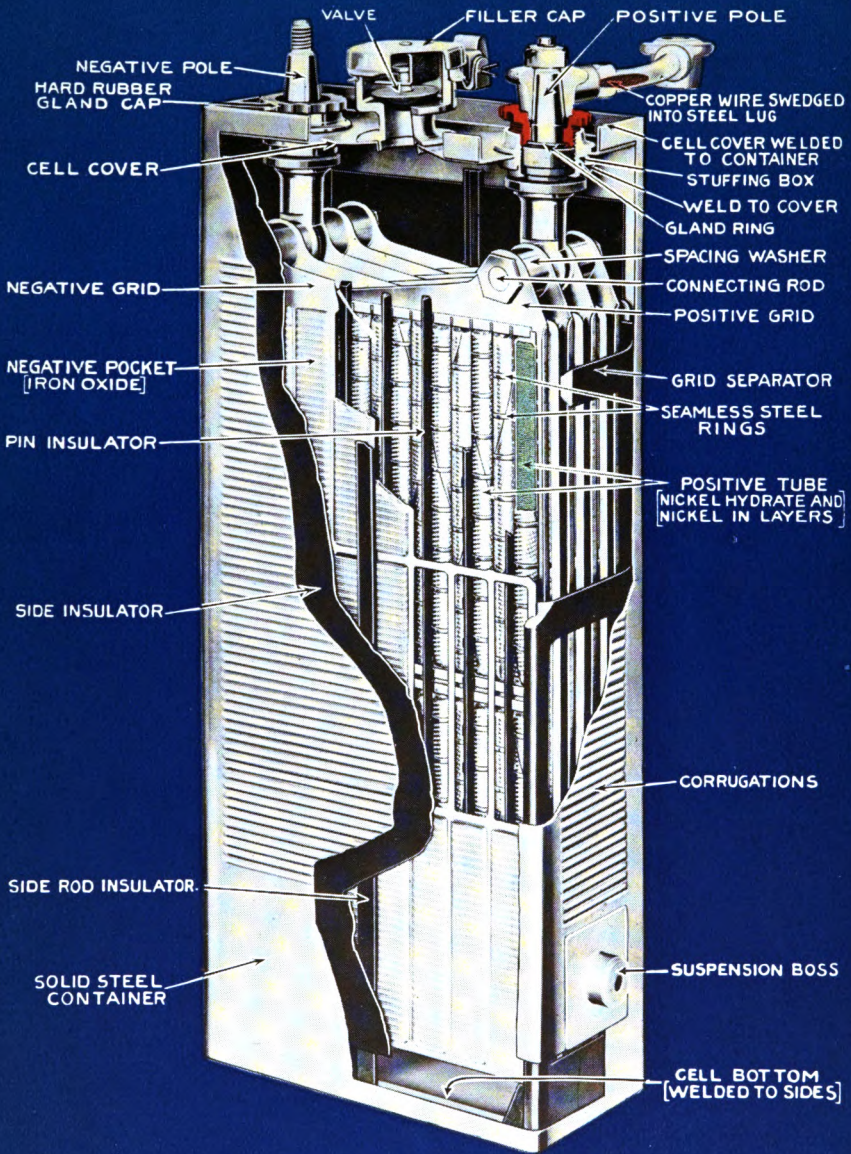 VALVE
FILLER CAP
POSITIVE POLE
NEGATIVE POLE
HARD RUBBER
GLAND CAP
COPPER WIRE SWEDGED
INTO STEEL LUG
CELL COVER
CELL COVER WELDED
TO CONTAINER
STUFFING BOX
WELD TO COVER
GLAND RING
SPACING WASHER
NEGATIVE GRID
CONNECTING ROD
POSITIVE GRID
NEGATIVE POCKET
[IRON OXIDE]
GRID SEPARATOR
SEAMLESS STEEL
RINGS
PIN INSULATOR
POSITIVE TUBE
[NICKEL HYDRATE AND
NICKEL IN LAYERS]
SIDE INSULATOR
CORRUGATIONS
SIDE ROD INSULATOR.
SOLID STEEL
CONTAINER
SUSPENSION BOSS
CELL BOTTOM
[WELDED TO SIDES]